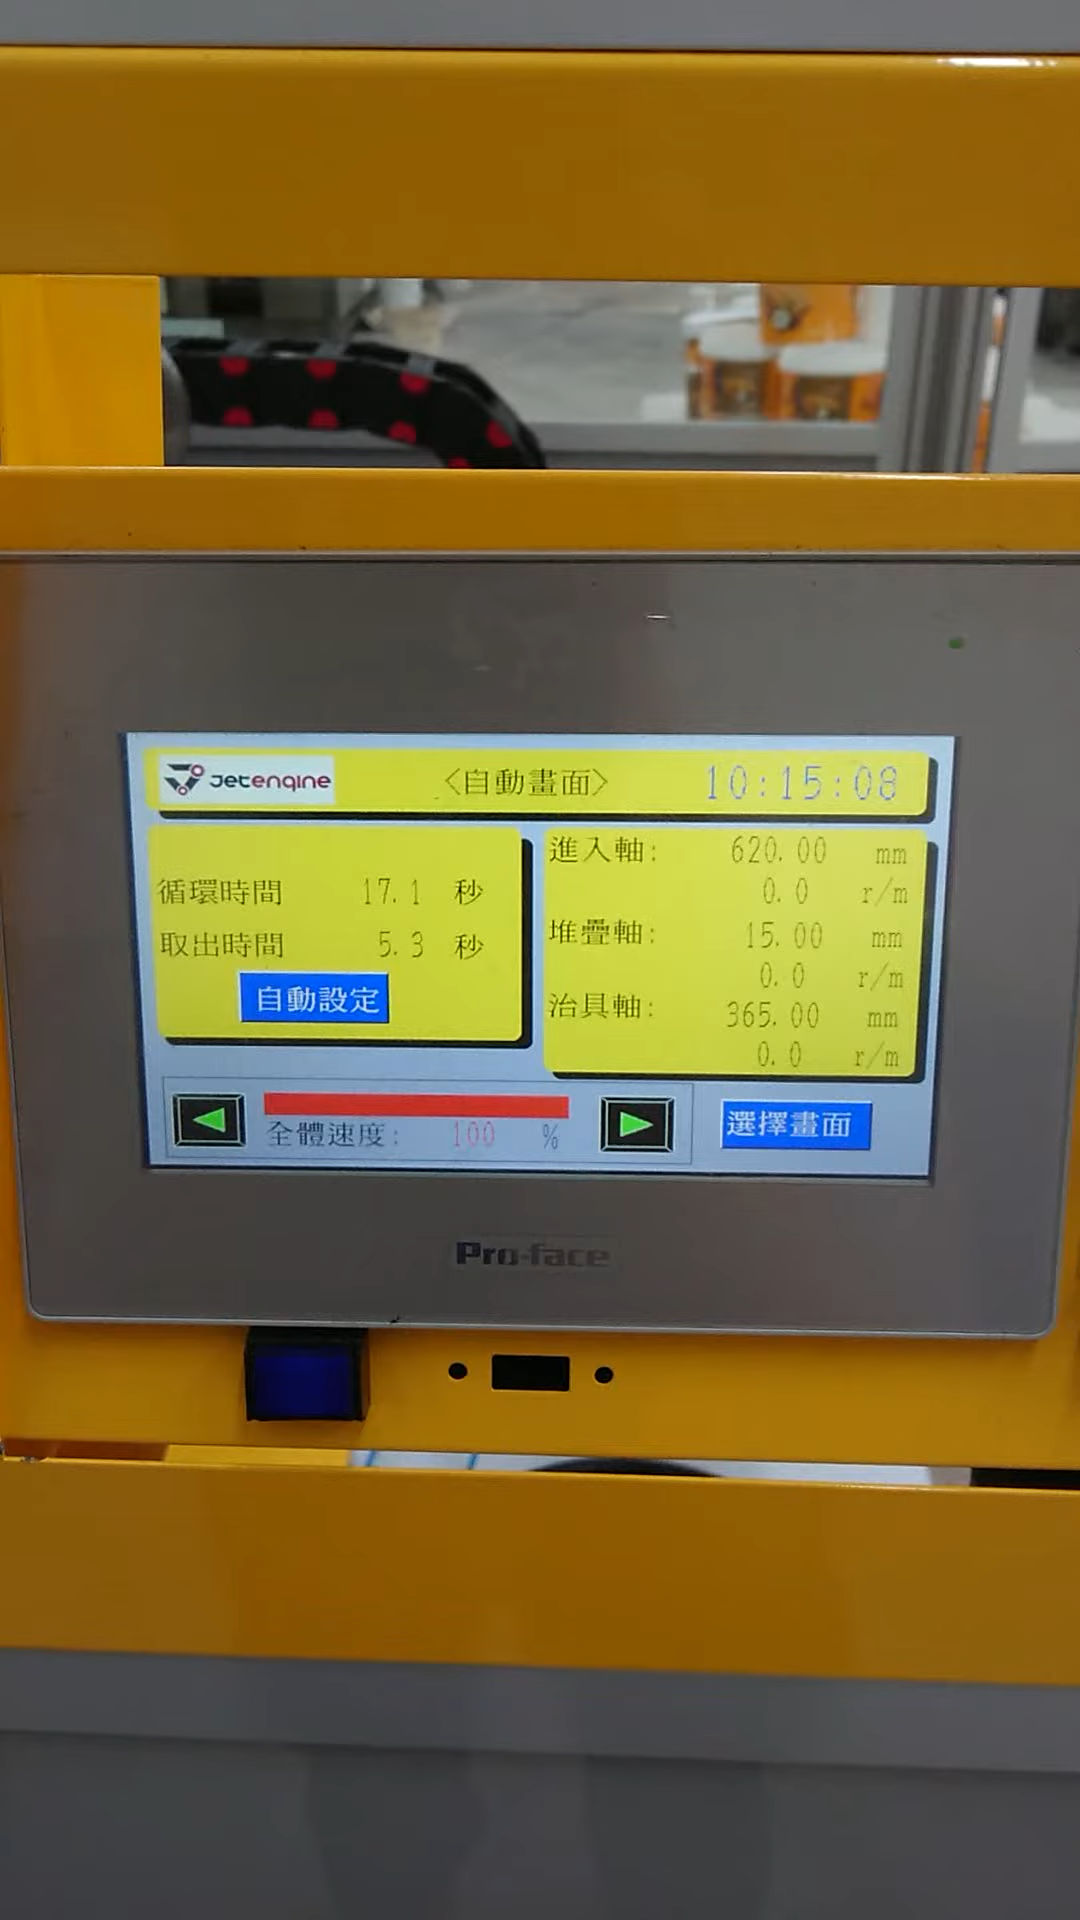 Jetengine <自動畫面> 10:15:08
循環時間 17.1 秒
取出時間 5.3 秒
自動設定
進入軸: 620.00 mm
0.0 r/m
堆疊軸: 15.00 mm
0.0 r/m
治具軸: 365.00 mm
0.0 r/m
全體速度: 100 %
選擇畫面
Pro-face